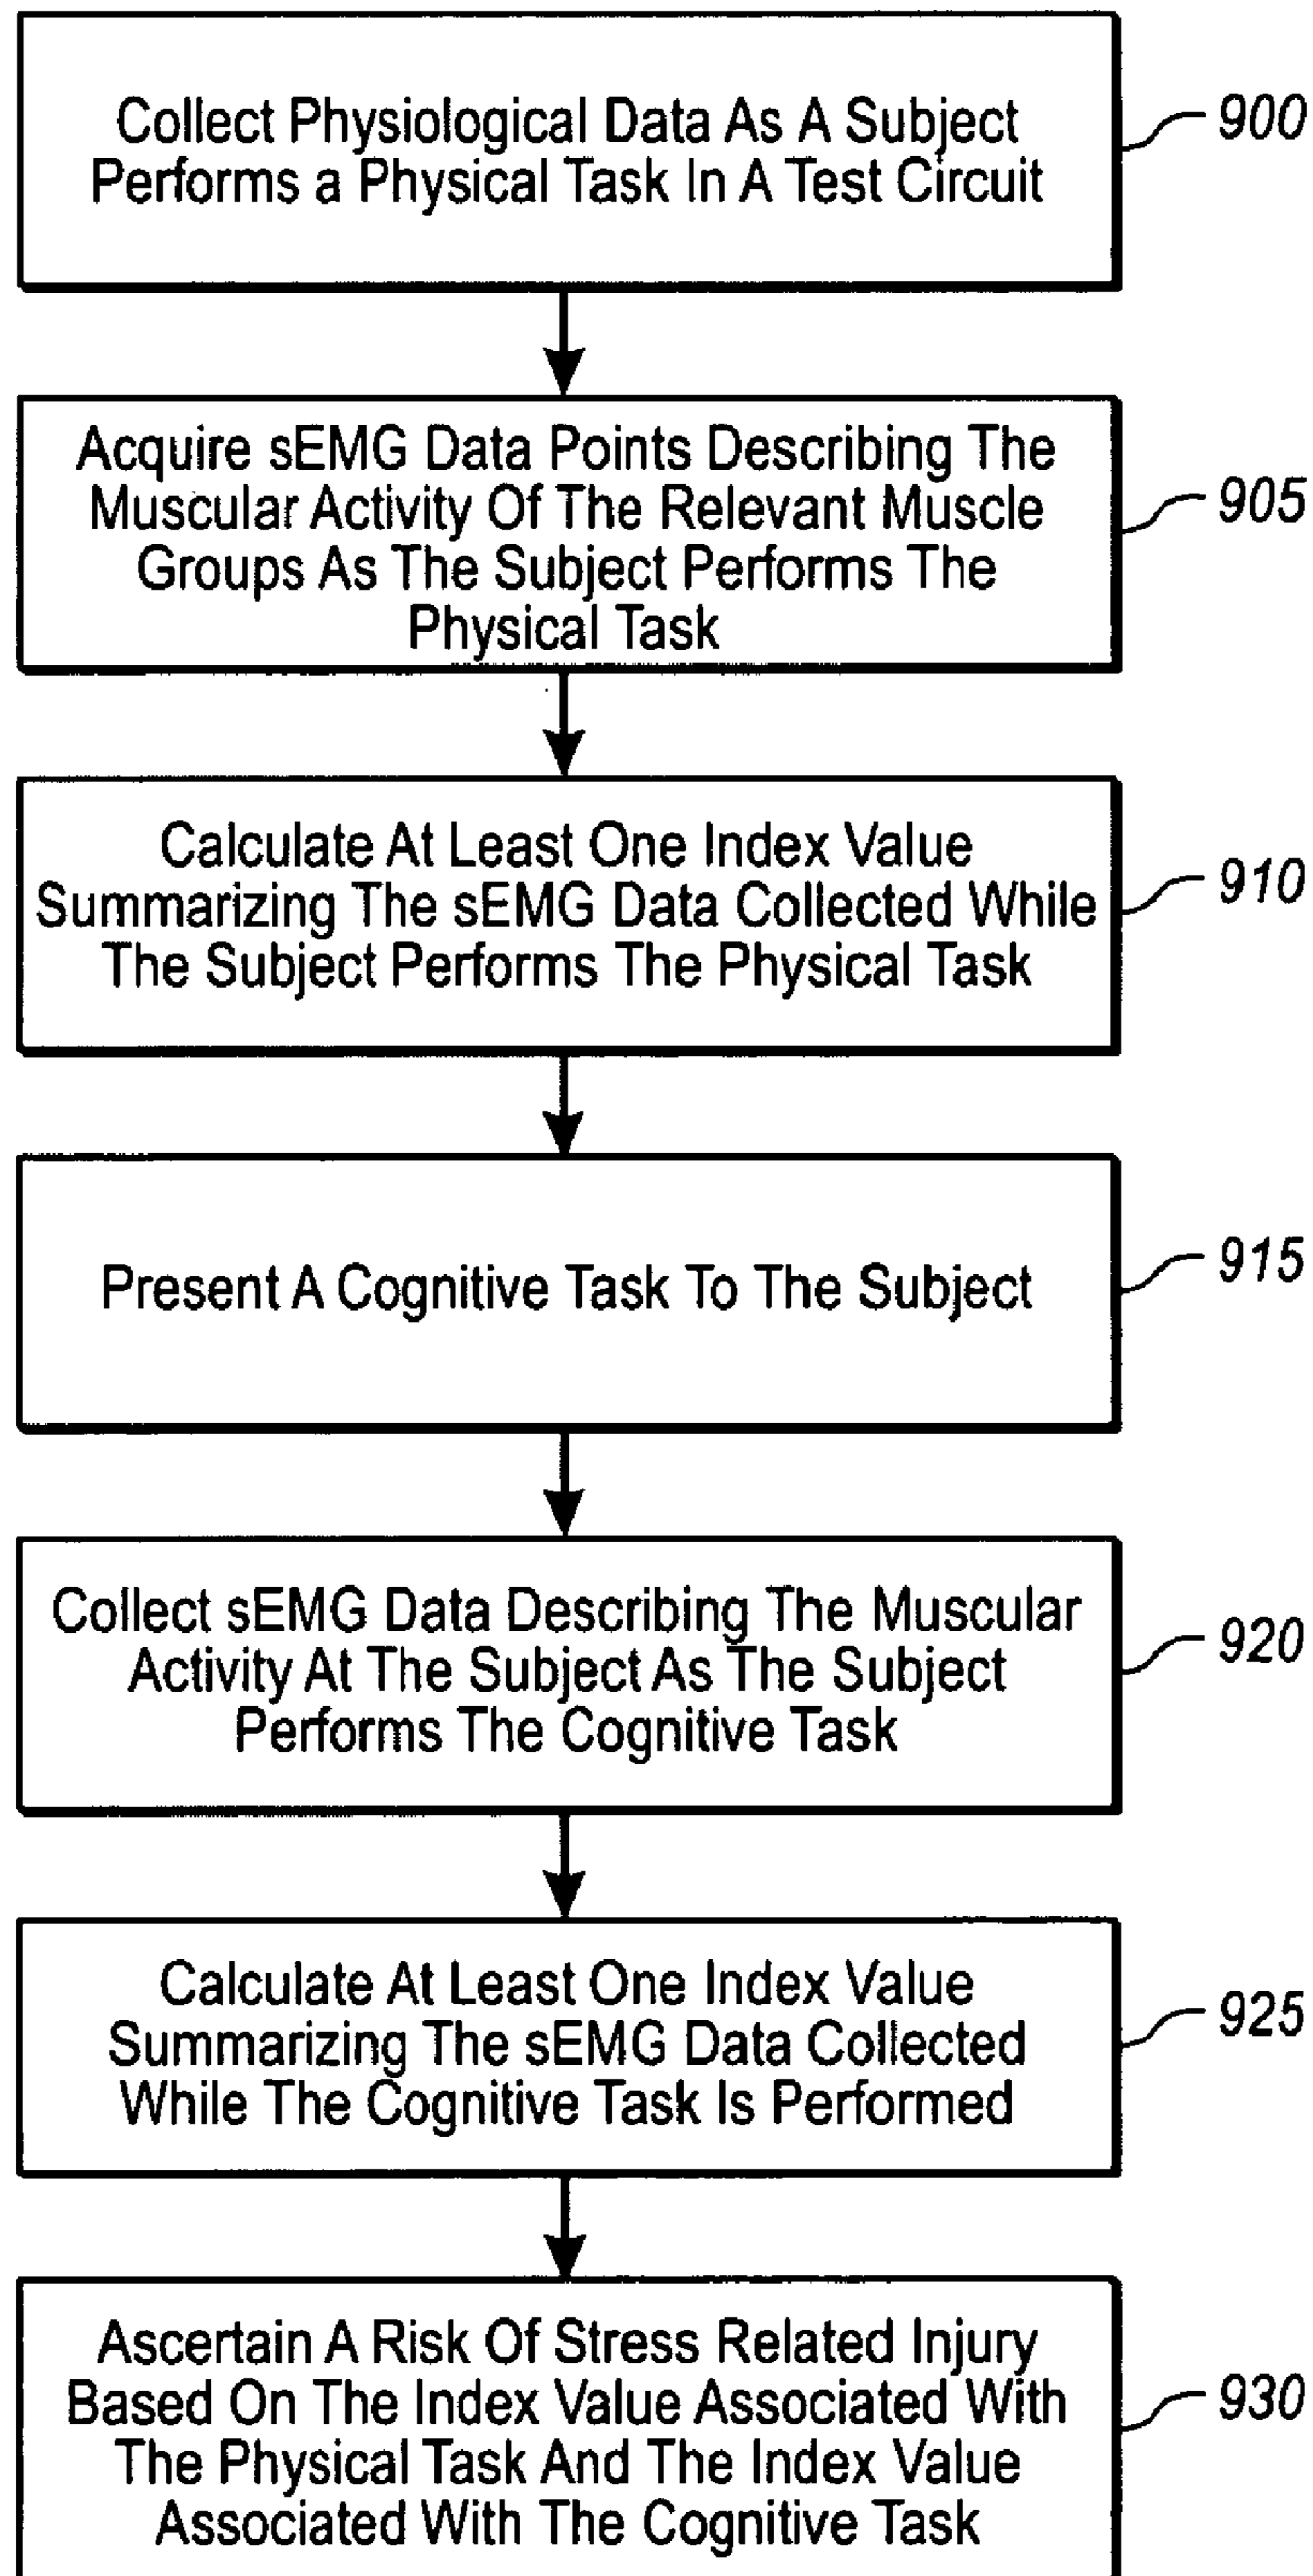 Collect Physiological Data As A Subject
Performs a Physical Task In A Test Circuit
900
Acquire sEMG Data Points Describing The
Muscular Activity Of The Relevant Muscle
Groups As The Subject Performs The
Physical Task
905
Calculate At Least One Index Value
Summarizing The sEMG Data Collected While
The Subject Performs The Physical Task
910
Present A Cognitive Task To The Subject
915
Collect sEMG Data Describing The Muscular
Activity At The Subject As The Subject
Performs The Cognitive Task
920
Calculate At Least One Index Value
Summarizing The sEMG Data Collected
While The Cognitive Task Is Performed
925
Ascertain A Risk Of Stress Related Injury
Based On The Index Value Associated With
The Physical Task And The Index Value
Associated With The Cognitive Task
930